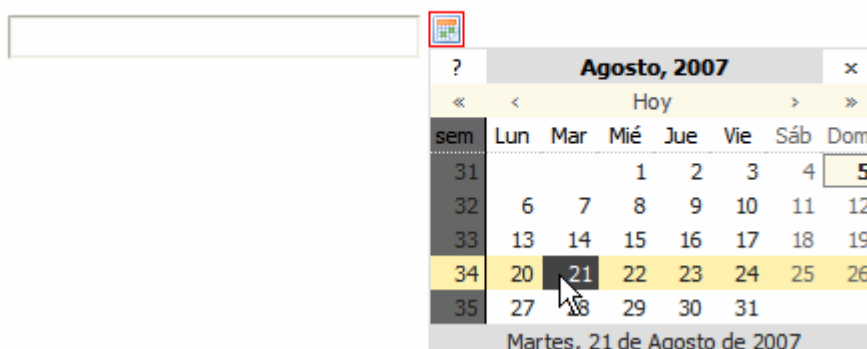 ? Agosto, 2007 ×
« ‹ Hoy › »
sem Lun Mar Mié Jue Vie Sáb Dom
31 1 2 3 4 5
32 6 7 8 9 10 11 12
33 13 14 15 16 17 18 19
34 20 21 22 23 24 25 26
35 27 28 29 30 31
Martes, 21 de Agosto de 2007